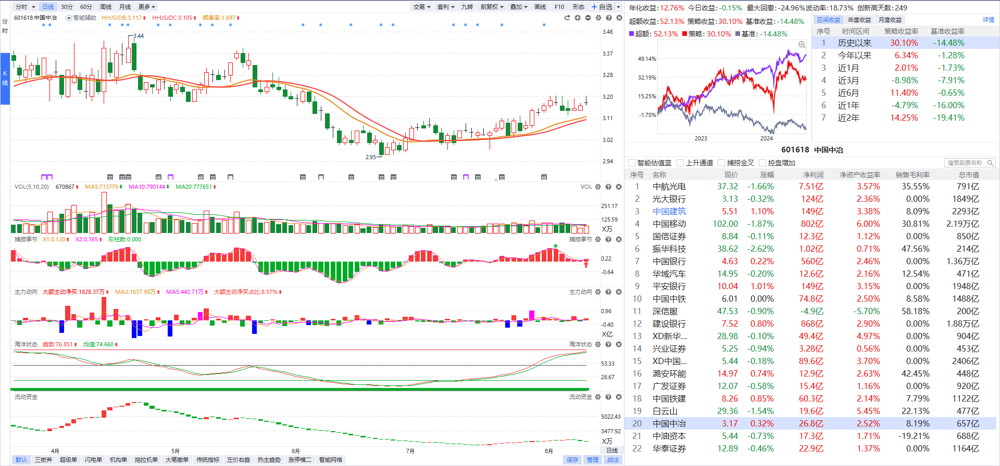 分时 日线 30分 60分 周线 月线 更多 交易 套利 九转 前复权 叠加 画线 F10 形态 自选
分时
K线
601618 中国中冶 智能辅助 HHJSJDB:3.117 HHJSJDC:3.105 乖离率:1.697
3.46
3.44
3.37
3.28
3.20
3.11
3.02
2.95
2.94
VOL(5,10,20) 670867 MA5:713779 MA10:790144 MA20:777651 VOL
251.17
125.59
X万
捕捞季节 X1:0.120 X2:0.165 彩柱数:0.000 捕捞季节
0.22
-0.64
主力动向 大额主动净买:1828.37万 MA3:1637.98万 MA5:442.71万 大额主动净买占比:8.57% 主力动向
0.96
-0.40
X亿
海洋状态 趋势:76.851 均值:74.660 海洋状态
53.33
26.67
流动资金 流动资金
5022.43
3477.92
X万
4月 5月 6月 7月 8月 日线
默认 三板斧 超级单 闪电单 机构单 拖拉机单 大笔撤单 传统指标 左价右趋 热主趋势 涨停横二 智能网格 保存 管理 战法
年化收益:12.76% 今日收益:-0.15% 最大回撤:-24.96% 波动率:18.73% 创新高天数:249
超额收益:52.13% 策略收益:30.10% 基准收益:-14.48%
超额: 52.13% 策略: 30.10% 基准: -14.48%
49.14%
32.19%
15.25%
-1.70%
2023 2024
区间收益 年度收益 月度收益 详情
序号 时间区间 策略收益率 基准收益率
1 历史以来 30.10% -14.48%
2 今年以来 6.34% -1.28%
3 近1月 2.01% -1.73%
4 近3月 -8.98% -7.91%
5 近6月 11.40% -0.65%
6 近1年 -4.79% -16.00%
7 近2年 14.25% -19.41%
601618 中国中冶
智能估值蓝 上升通道 捕捞金叉 控盘增加 搜索股票名称
序号 名称 现价 涨幅 净利润 净资产收益率 销售毛利率 总市值
1 中航光电 37.32 -1.66% 7.51亿 3.57% 35.55% 791亿
2 光大银行 3.13 -0.32% 124亿 2.36% 0.00% 1849亿
3 中国建筑 5.51 1.10% 149亿 3.38% 8.09% 2293亿
4 中国移动 102.00 -1.87% 802亿 6.00% 30.81% 2.19万亿
5 国信证券 8.84 -0.11% 12.3亿 1.12% 0.00% 850亿
6 振华科技 38.62 -2.62% 1.02亿 0.71% 47.56% 214亿
7 中国银行 4.63 0.22% 560亿 2.46% 0.00% 1.36万亿
8 华域汽车 14.95 -0.20% 12.6亿 2.16% 12.54% 471亿
9 平安银行 10.04 1.01% 149亿 3.15% 0.00% 1948亿
10 中国中铁 6.01 0.00% 74.8亿 2.50% 8.58% 1488亿
11 深信服 47.53 -0.90% -4.9亿 -5.70% 58.18% 200亿
12 建设银行 7.52 0.80% 868亿 2.90% 0.00% 1.88万亿
13 XD新华... 28.98 -0.10% 49.4亿 4.97% 0.00% 904亿
14 兴业证券 5.25 -0.94% 3.28亿 0.56% 0.00% 453亿
15 XD中国... 5.44 -0.18% 89.6亿 3.70% 0.00% 2406亿
16 潞安环能 14.97 0.74% 12.9亿 2.63% 42.45% 448亿
17 广发证券 12.07 -0.58% 15.4亿 1.16% 0.00% 920亿
18 中国铁建 8.26 0.85% 60.3亿 2.14% 7.79% 1122亿
19 白云山 29.36 -1.54% 19.6亿 5.45% 22.13% 477亿
20 中国中冶 3.17 0.32% 26.8亿 2.52% 8.19% 657亿
21 中油资本 5.44 -0.73% 17.3亿 1.71% -19.21% 688亿
22 华泰证券 12.89 -0.46% 22.9亿 1.37% 0.00% 1164亿